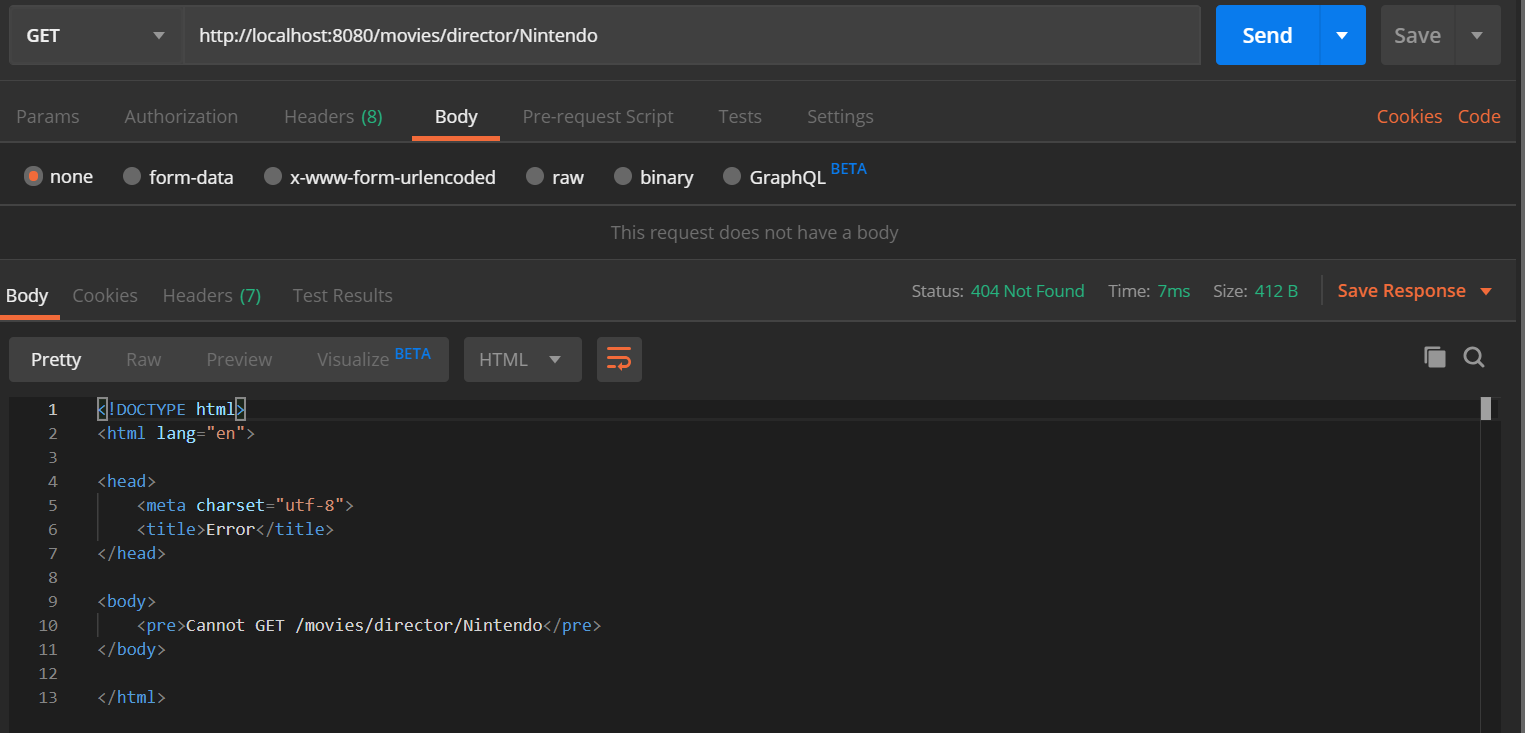 GET http://localhost:8080/movies/director/Nintendo Send Save
Params Authorization Headers (8) Body Pre-request Script Tests Settings Cookies Code
none form-data x-www-form-urlencoded raw binary GraphQL BETA
This request does not have a body
Body Cookies Headers (7) Test Results Status: 404 Not Found Time: 7ms Size: 412 B Save Response
Pretty Raw Preview Visualize BETA HTML
1 <!DOCTYPE html>
2 <html lang="en">
3
4 <head>
5 <meta charset="utf-8">
6 <title>Error</title>
7 </head>
8
9 <body>
10 <pre>Cannot GET /movies/director/Nintendo</pre>
11 </body>
12
13 </html>